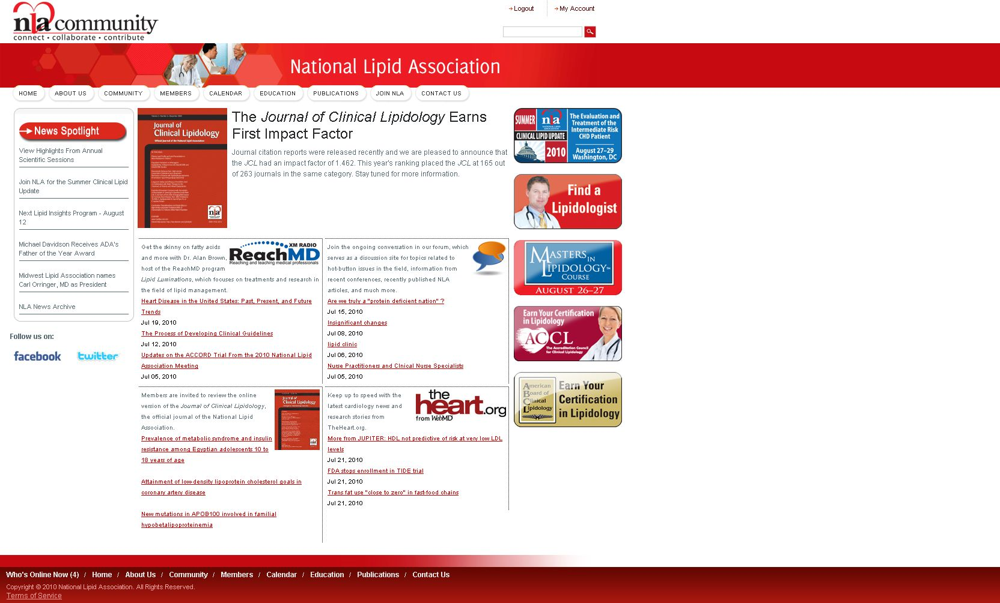 nla community
connect • collaborate • contribute
Logout
My Account
National Lipid Association
HOME
ABOUT US
COMMUNITY
MEMBERS
CALENDAR
EDUCATION
PUBLICATIONS
JOIN NLA
CONTACT US
News Spotlight
View Highlights From Annual
Scientific Sessions
Join NLA for the Summer Clinical Lipid
Update
Next Lipid Insights Program - August
12
Michael Davidson Receives ADA's
Father of the Year Award
Midwest Lipid Association names
Carl Orringer, MD as President
NLA News Archive
Follow us on:
facebook
twitter
Journal of
Clinical Lipidology
Official Journal of the National Lipid Association
nla
The Journal of Clinical Lipidology Earns
First Impact Factor
Journal citation reports were released recently and we are pleased to announce that
the JCL had an impact factor of 1.462. This year's ranking placed the JCL at 165 out
of 263 journals in the same category. Stay tuned for more information.
Get the skinny on fatty acids
and more with Dr. Alan Brown,
host of the ReachMD program
Lipid Luminations, which focuses on treatments and research in
the field of lipid management.
XM RADIO
ReachMD
Reaching and teaching medical professionals
Heart Disease in the United States: Past, Present, and Future
Trends
Jul 19, 2010
The Process of Developing Clinical Guidelines
Jul 12, 2010
Updates on the ACCORD Trial From the 2010 National Lipid
Association Meeting
Jul 05, 2010
Join the ongoing conversation in our forum, which
serves as a discussion site for topics related to
hot-button issues in the field, information from
recent conferences, recently published NLA
articles, and much more.
Are we truly a "protein deficient nation" ?
Jul 15, 2010
Insignificant changes
Jul 08, 2010
lipid clinic
Jul 06, 2010
Nurse Practitioners and Clnical Nurse Specialists
Jul 05, 2010
Members are invited to review the online
version of the Journal of Clinical Lipidology,
the official journal of the National Lipid
Association.
Journal of
Clinical Lipidology
Prevalence of metabolic syndrome and insulin
resistance among Egyptian adolescents 10 to
18 years of age
Attainment of low-density lipoprotein cholesterol goals in
coronary artery disease
New mutations in APOB100 involved in familial
hypobetalipoproteinemia
Keep up to speed with the
latest cardiology news and
research stories from
TheHeart.org.
the
heart.org
from WebMD
More from JUPITER: HDL not predictive of risk at very low LDL
levels
Jul 21, 2010
FDA stops enrollment in TIDE trial
Jul 21, 2010
Trans fat use "close to zero" in fast-food chains
Jul 21, 2010
SUMMER
nla
NATIONAL LIPID
ASSOCIATION
CLINICAL LIPID UPDATE
2010
The Evaluation and
Treatment of the
Intermediate Risk
CHD Patient
August 27–29
Washington, DC
Find a
Lipidologist
MASTERS IN
LIPIDOLOGY™
COURSE
AUGUST 26–27
Earn Your Certification
in Lipidology
ACCL
The Accreditation Council
for Clinical Lipidology
American
Board of
Clinical
Lipidology
Earn Your
Certification
in Lipidology
Who's Online Now (4) / Home / About Us / Community / Members / Calendar / Education / Publications / Contact Us
Copyright © 2010 National Lipid Association. All Rights Reserved.
Terms of Service